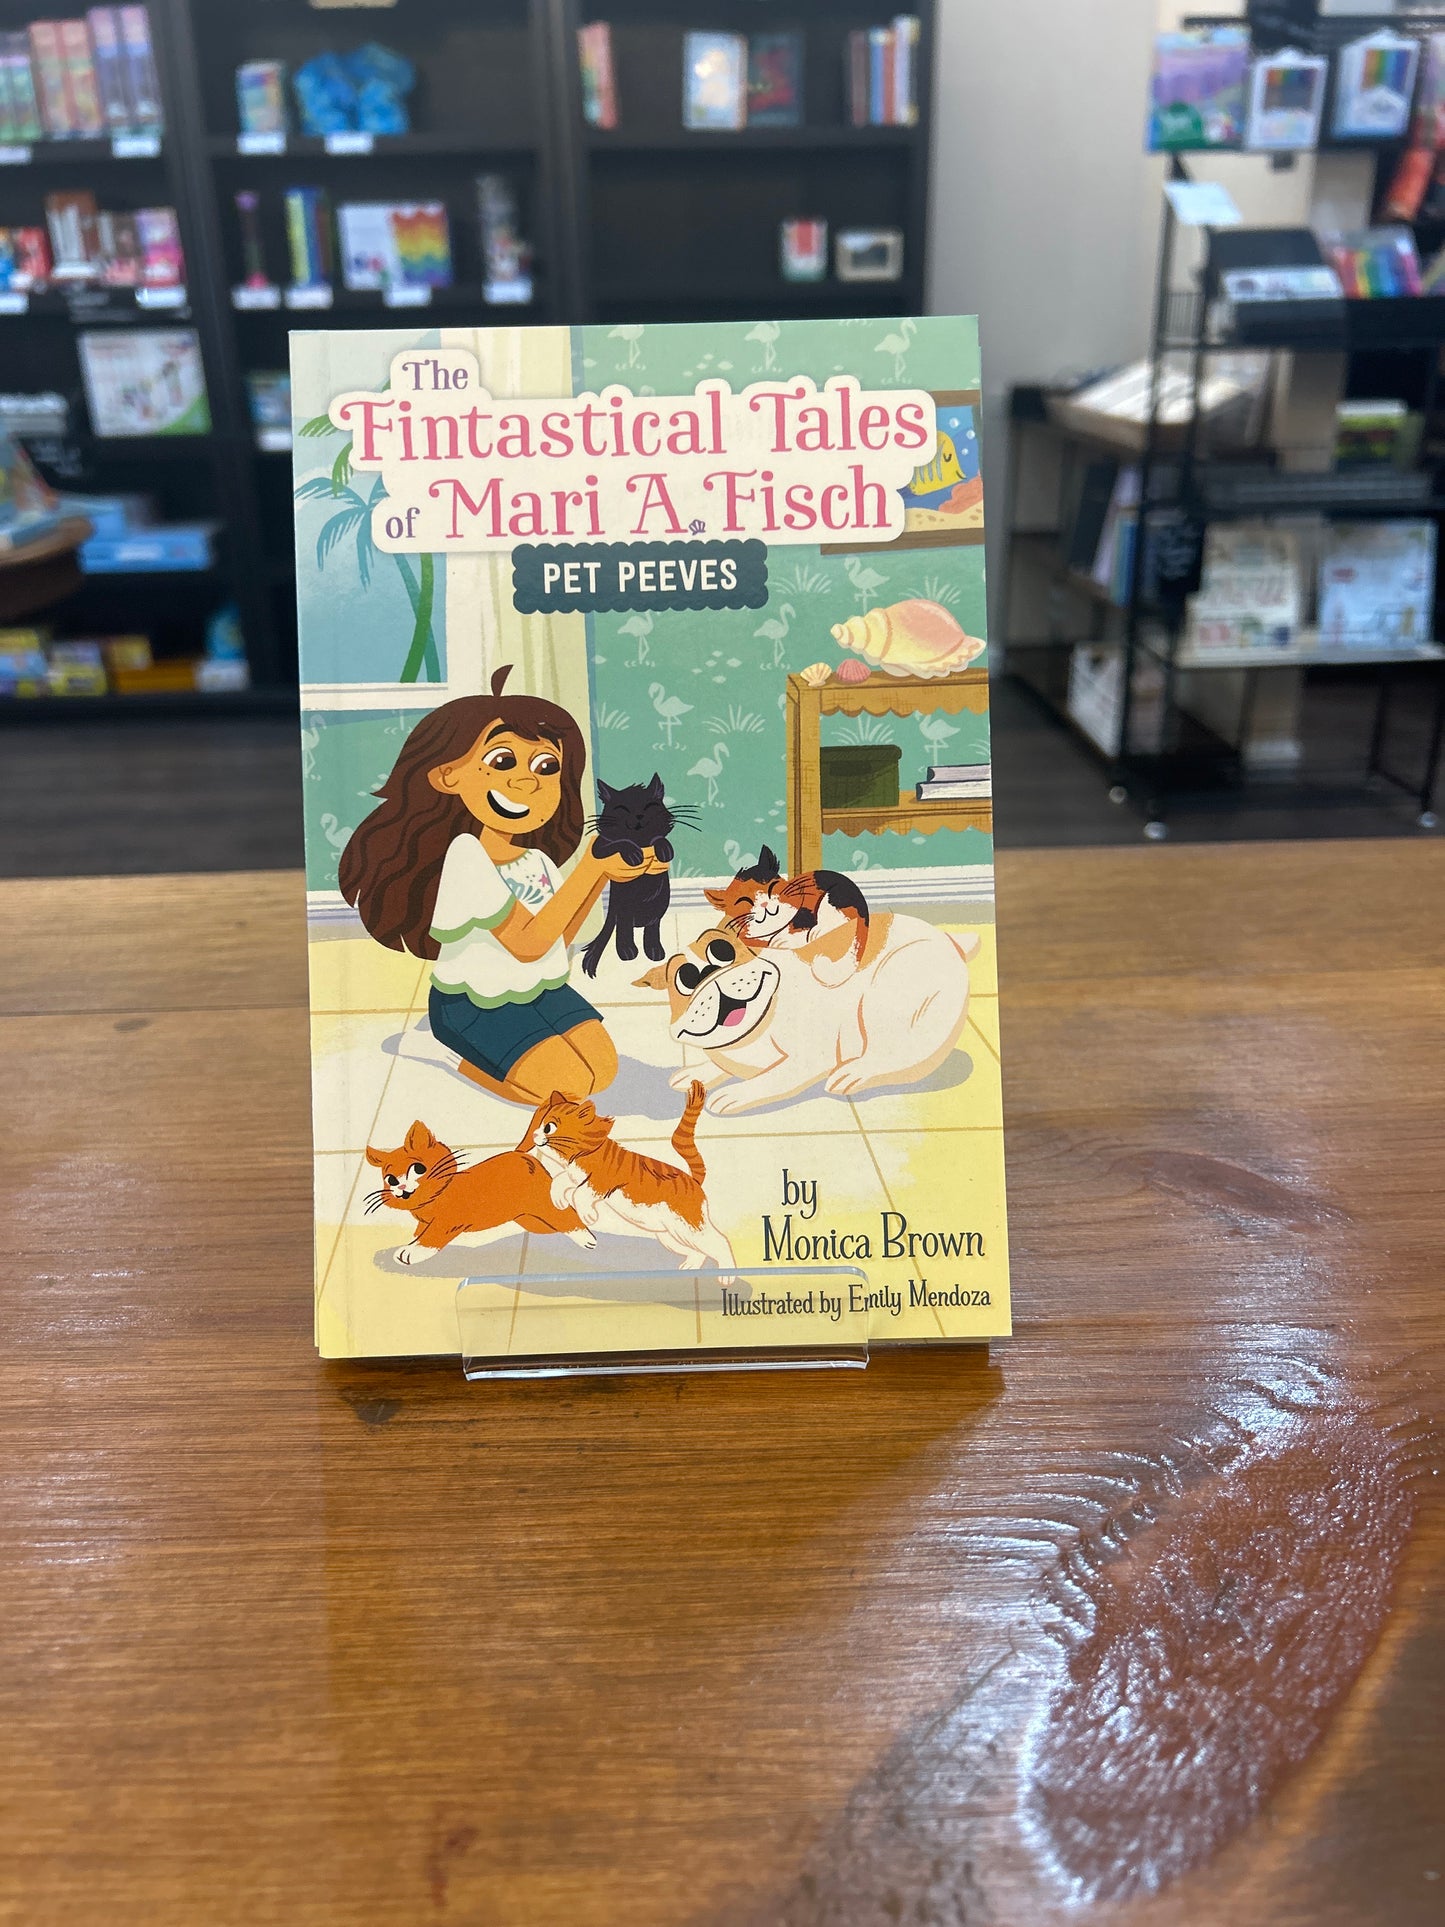 The
Fintastical Tales
of Mari A. Fisch
PET PEEVES
by
Monica Brown
Illustrated by Emily Mendoza